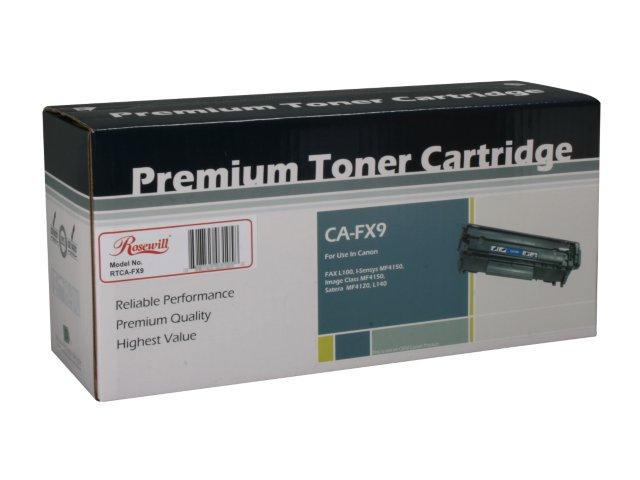 Premium Toner Cartridge
Premium Toner Cartridge
Rosewill
Model No.
RTCA-FX9
Reliable Performance
Premium Quality
Highest Value
CA-FX9
For Use In Canon
FAX L100, I-Sensys MF4150,
Image Class MF4150,
Satera MF4120, L140